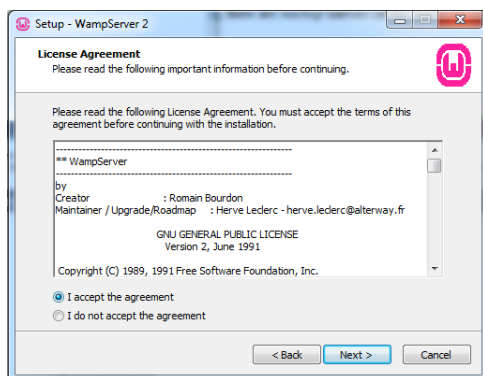 Setup - WampServer 2
License Agreement
Please read the following important information before continuing.
Please read the following License Agreement. You must accept the terms of this
agreement before continuing with the installation.
------------------------------------------------------------
** WampServer
------------------------------------------------------------
by
Creator : Romain Bourdon
Maintainer / Upgrade/Roadmap : Herve Leclerc - herve.leclerc@alterway.fr
GNU GENERAL PUBLIC LICENSE
Version 2, June 1991
Copyright (C) 1989, 1991 Free Software Foundation, Inc.
I accept the agreement
I do not accept the agreement
< Back
Next >
Cancel